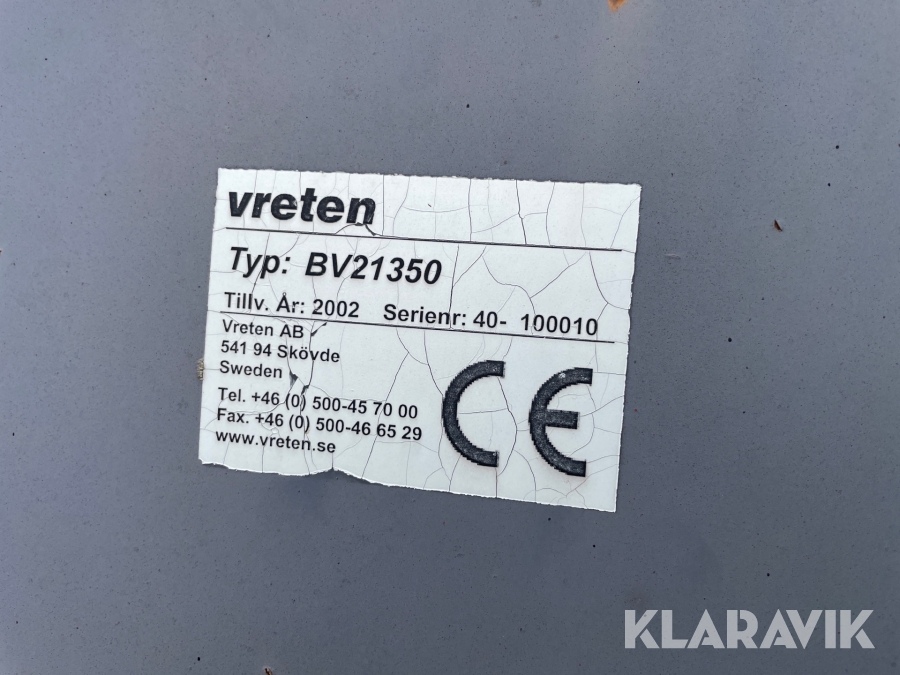 vreten
Typ: BV21350
Tillv. År: 2002 Serienr: 40- 100010
Vreten AB
541 94 Skövde
Sweden
Tel. +46 (0) 500-45 70 00
Fax. +46 (0) 500-46 65 29
www.vreten.se
CE
KLARAVIK